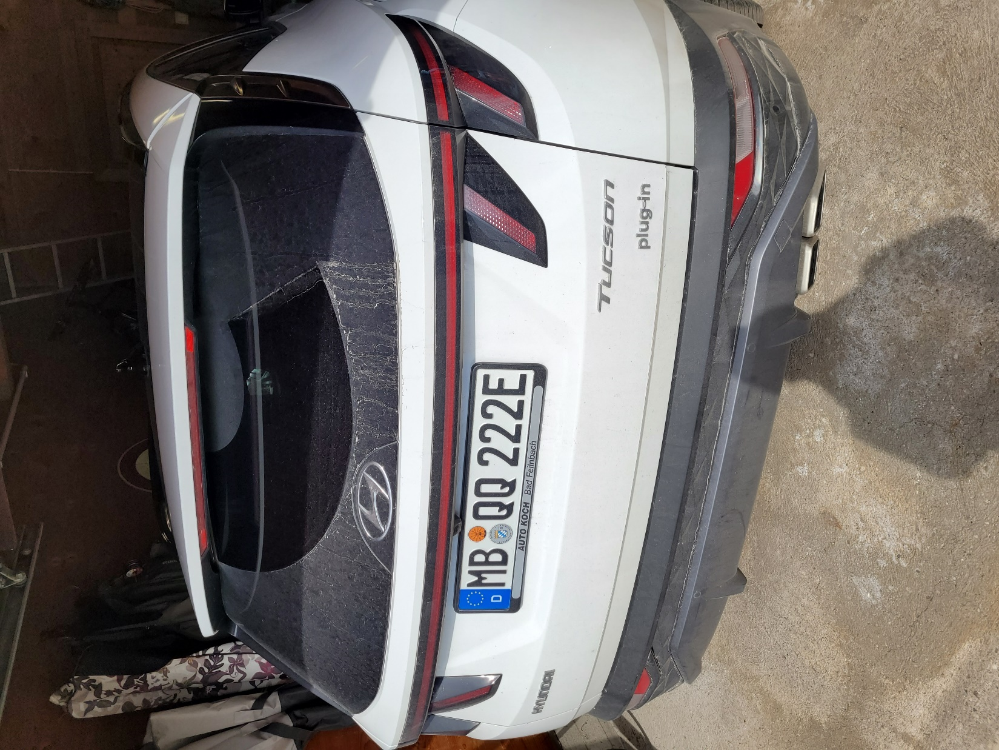 TUCSON
plug-in
HYUNDAI
D
MB QQ 222E
AUTO KOCH Bad Feilnbach